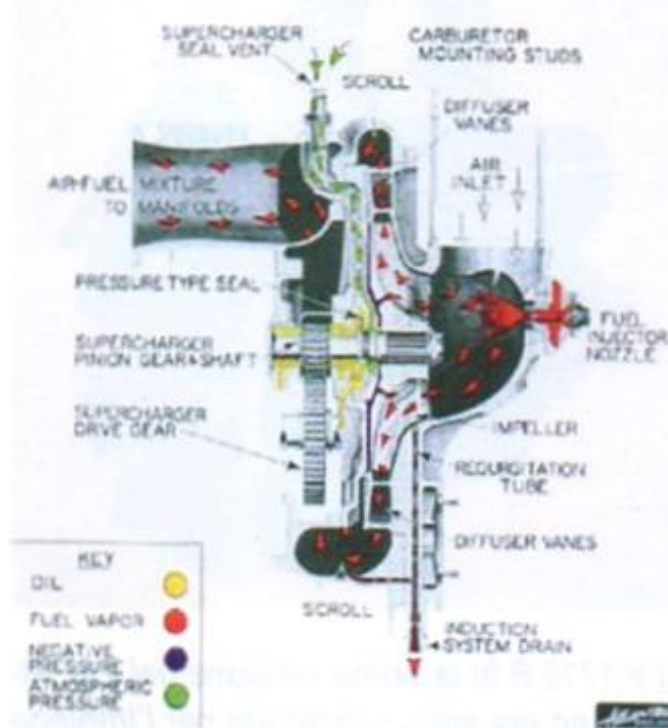 SUPERCHARGER
SEAL VENT
CARBURETOR
MOUNTING STUDS
SCROLL
DIFFUSER
VANES
AIR
INLET
AIR-FUEL MIXTURE
TO MANIFOLDS
PRESSURE TYPE SEAL
SUPERCHARGER
PINION GEAR & SHAFT
FUEL
INJECTOR
NOZZLE
SUPERCHARGER
DRIVE GEAR
IMPELLER
REGURGITATION
TUBE
DIFFUSER VANES
KEY
OIL
FUEL VAPOR
NEGATIVE
PRESSURE
ATMOSPHERIC
PRESSURE
SCROLL
INDUCTION
SYSTEM DRAIN